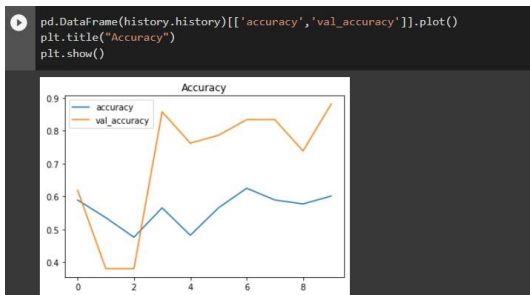 pd.DataFrame(history.history)[['accuracy','val_accuracy']].plot()
plt.title("Accuracy")
plt.show()
Accuracy
accuracy
val_accuracy
0.9
0.8
0.7
0.6
0.5
0.4
0 2 4 6 8